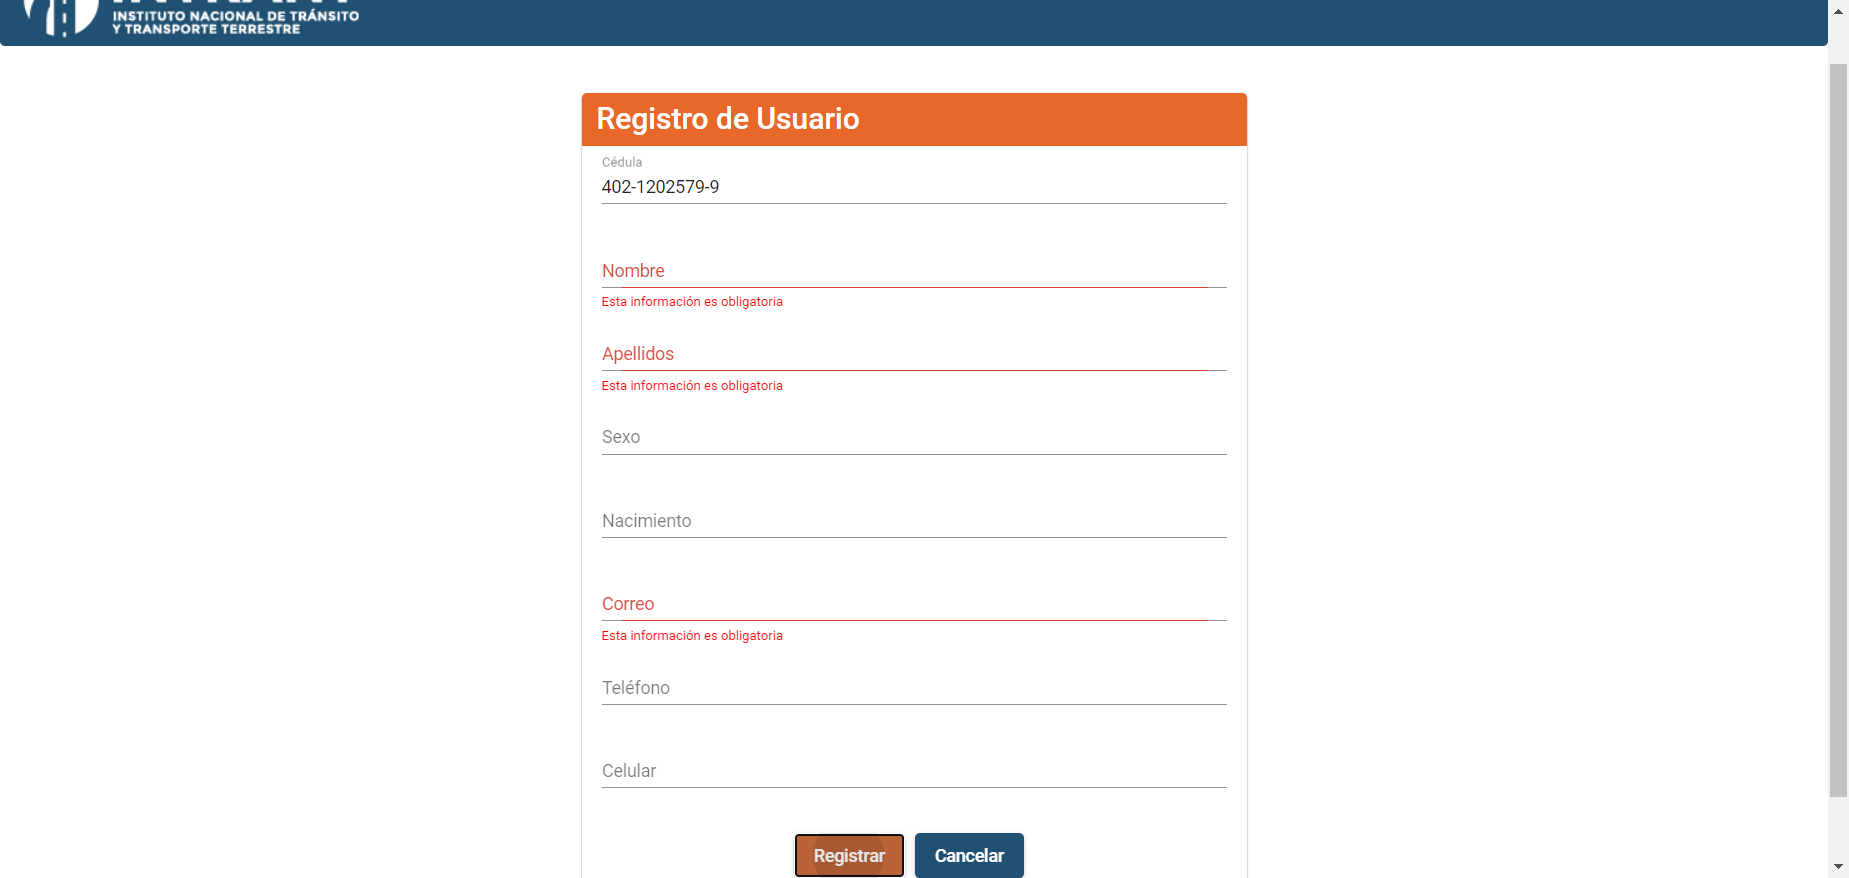 INSTITUTO NACIONAL DE TRÁNSITO
Y TRANSPORTE TERRESTRE
Registro de Usuario
Cédula
402-1202579-9
Nombre
Esta información es obligatoria
Apellidos
Esta información es obligatoria
Sexo
Nacimiento
Correo
Esta información es obligatoria
Teléfono
Celular
Registrar
Cancelar